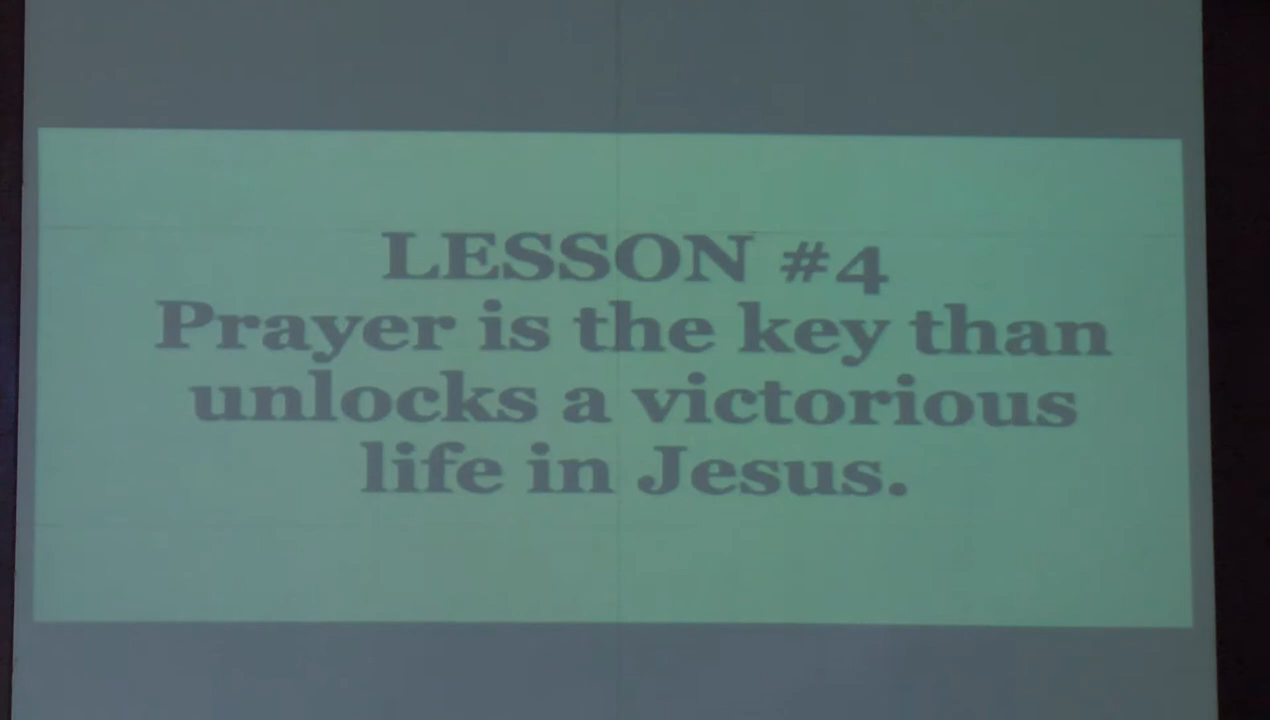 LESSON #4
Prayer is the key than
unlocks a victorious
life in Jesus.